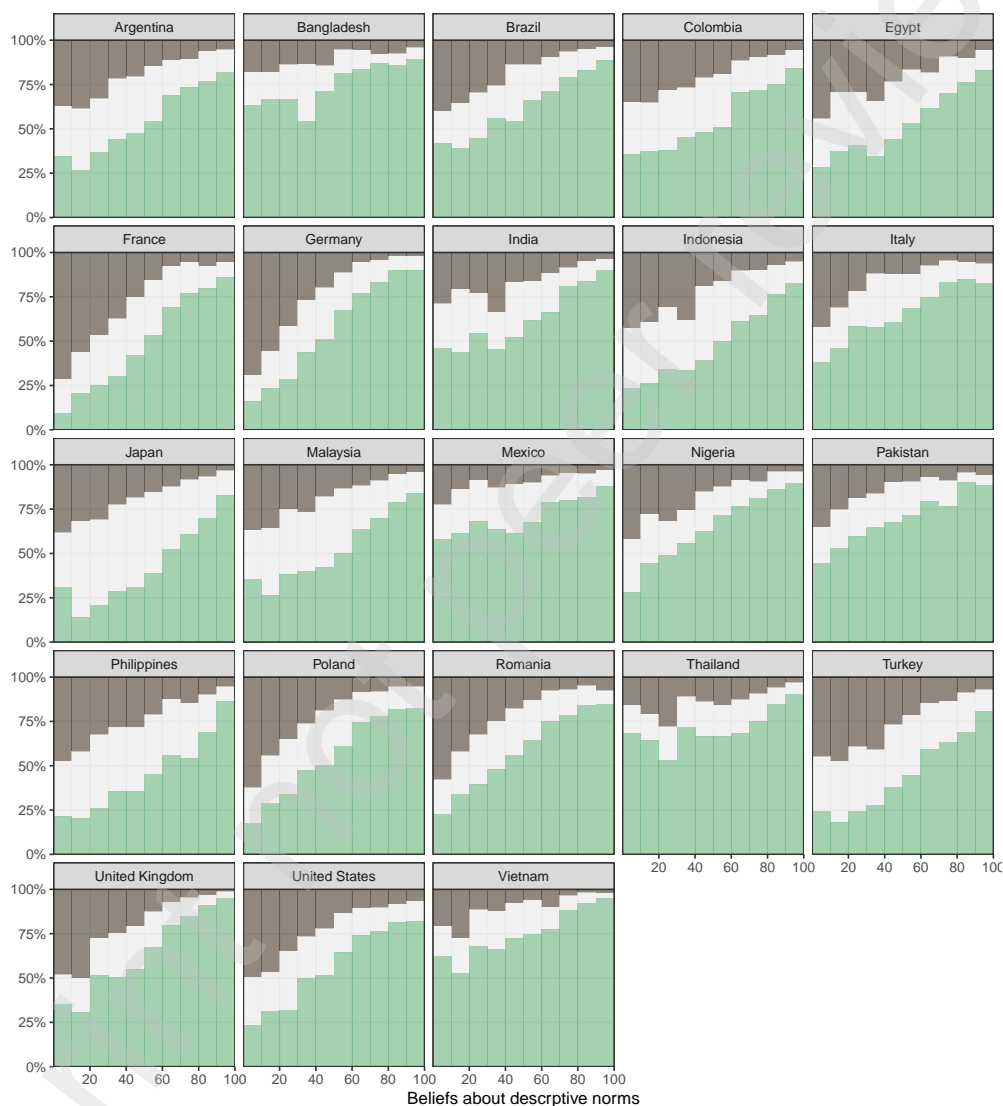 Argentina Bangladesh Brazil Colombia Egypt
100%
75%
50%
25%
0%
France Germany India Indonesia Italy
100%
75%
50%
25%
0%
Japan Malaysia Mexico Nigeria Pakistan
100%
75%
50%
25%
0%
Philippines Poland Romania Thailand Turkey
100%
75%
50%
25%
0%
20 40 60 80 100 20 40 60 80 100
United Kingdom United States Vietnam
100%
75%
50%
25%
0%
20 40 60 80 100 20 40 60 80 100 20 40 60 80 100
Beliefs about descrptive norms
rint not peer revie